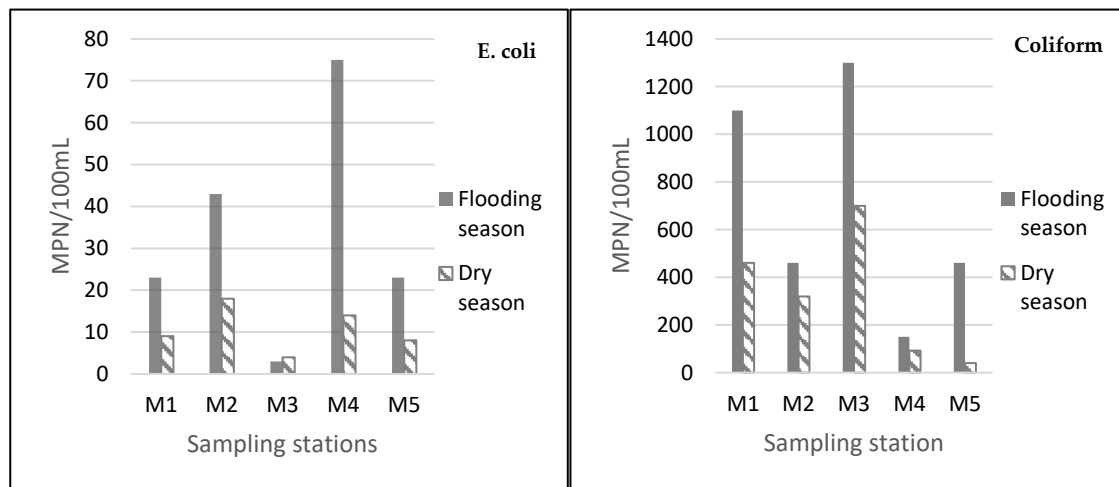 E. coli
MPN/100mL
80
70
60
50
40
30
20
10
0
M1 M2 M3 M4 M5
Sampling stations
Flooding
season
Dry
season
Coliform
MPN/100mL
1400
1200
1000
800
600
400
200
0
M1 M2 M3 M4 M5
Sampling station
Flooding
season
Dry
season